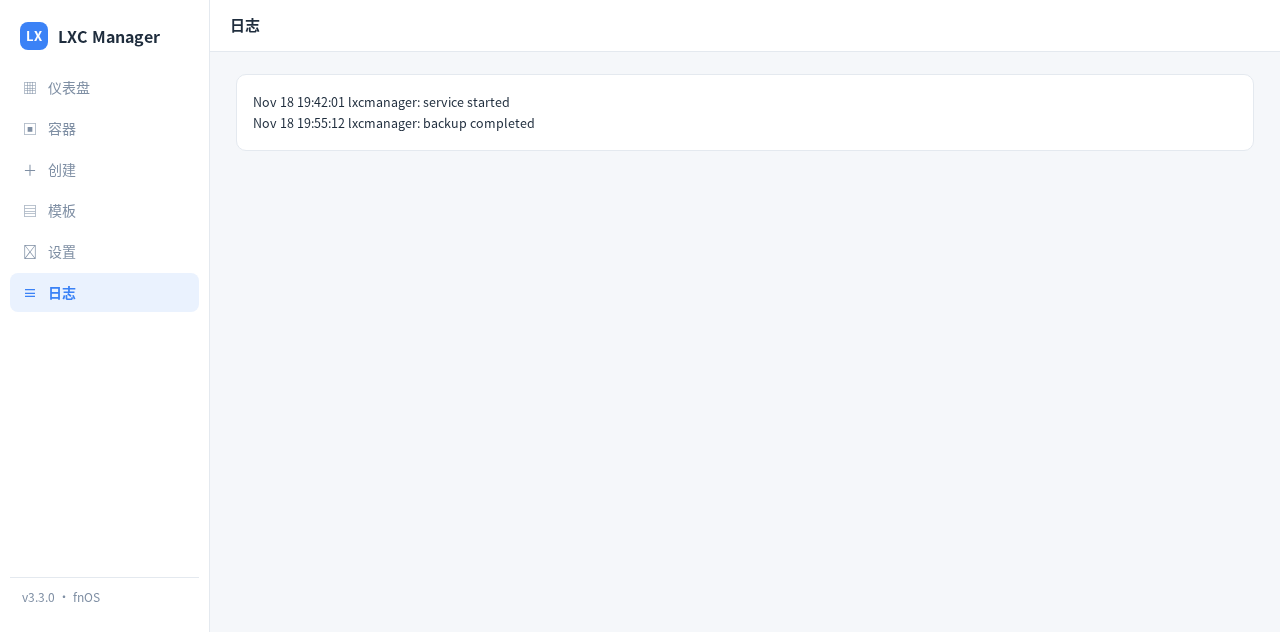 LX LXC Manager
仪表盘
容器
创建
模板
设置
日志
v3.3.0 · fnOS
日志
Nov 18 19:42:01 lxcmanager: service started
Nov 18 19:55:12 lxcmanager: backup completed